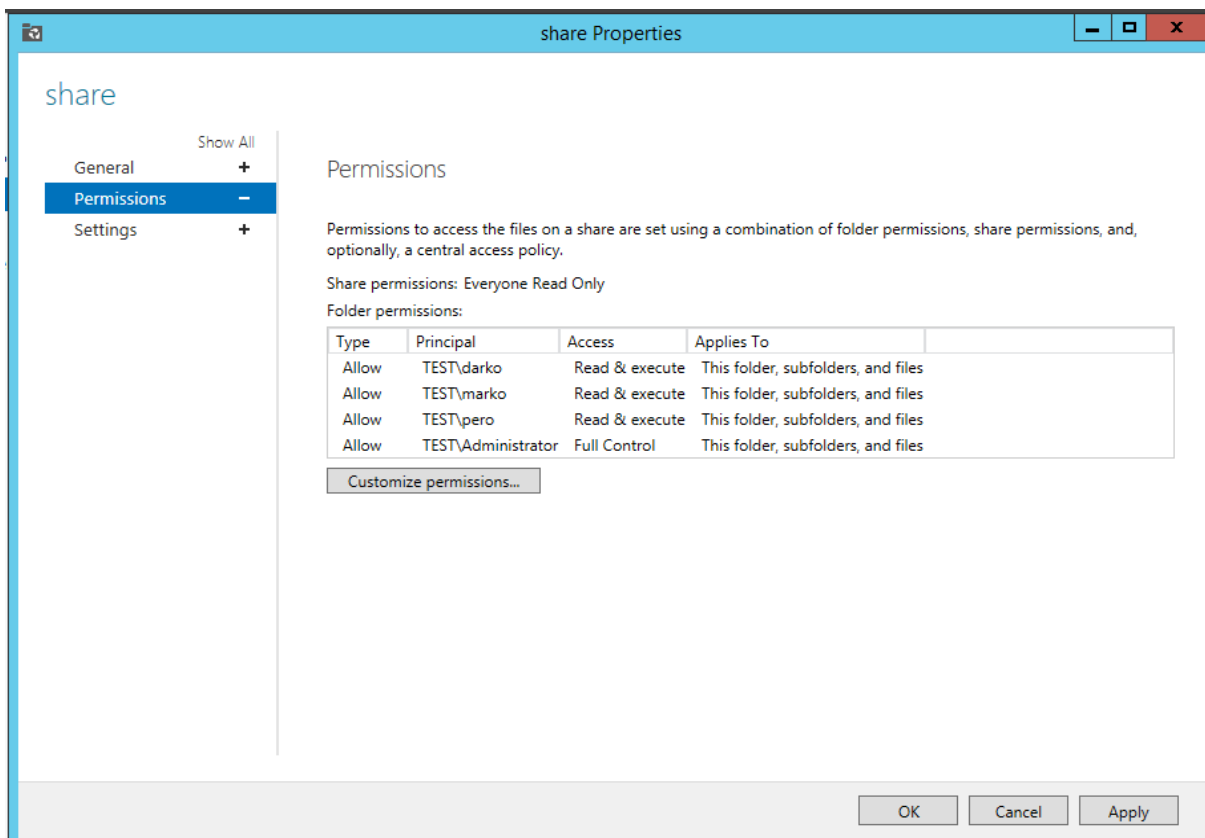 share Properties
share
Show All
General
Permissions
Settings
Permissions
Permissions to access the files on a share are set using a combination of folder permissions, share permissions, and,
optionally, a central access policy.
Share permissions: Everyone Read Only
Folder permissions:
Type Principal Access Applies To
Allow TEST\darko Read & execute This folder, subfolders, and files
Allow TEST\marko Read & execute This folder, subfolders, and files
Allow TEST\pero Read & execute This folder, subfolders, and files
Allow TEST\Administrator Full Control This folder, subfolders, and files
Customize permissions...
OK Cancel Apply